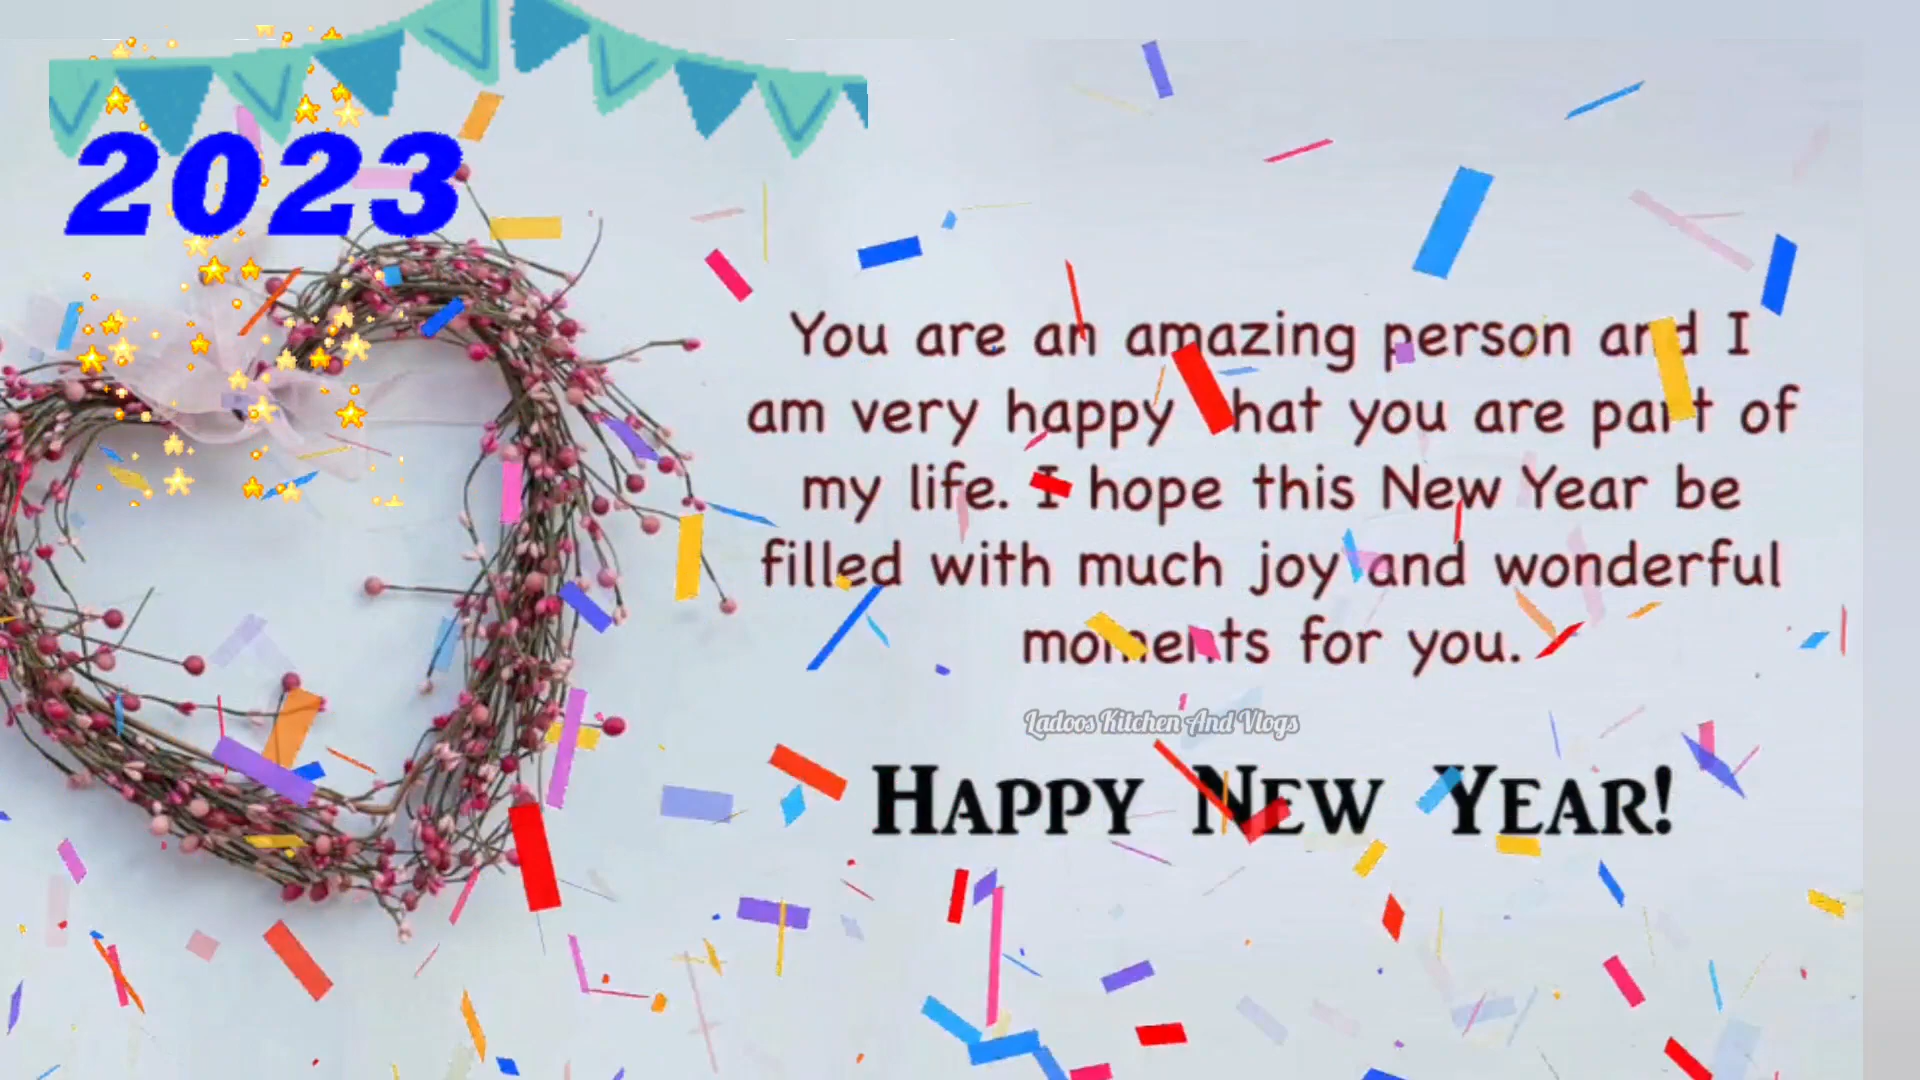 2023
You are an amazing person and I
am very happy that you are part of
my life. I hope this New Year be
filled with much joy and wonderful
moments for you.
Ladoos Kitchen And Vlogs
HAPPY NEW YEAR!